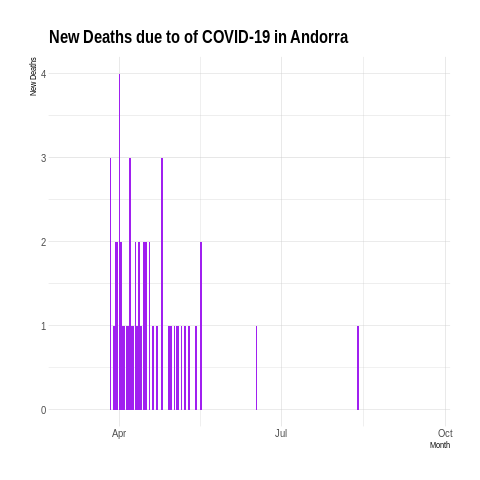 New Deaths due to of COVID-19 in Andorra
New Deaths
4
3
2
1
0
Apr
Jul
Oct
Month